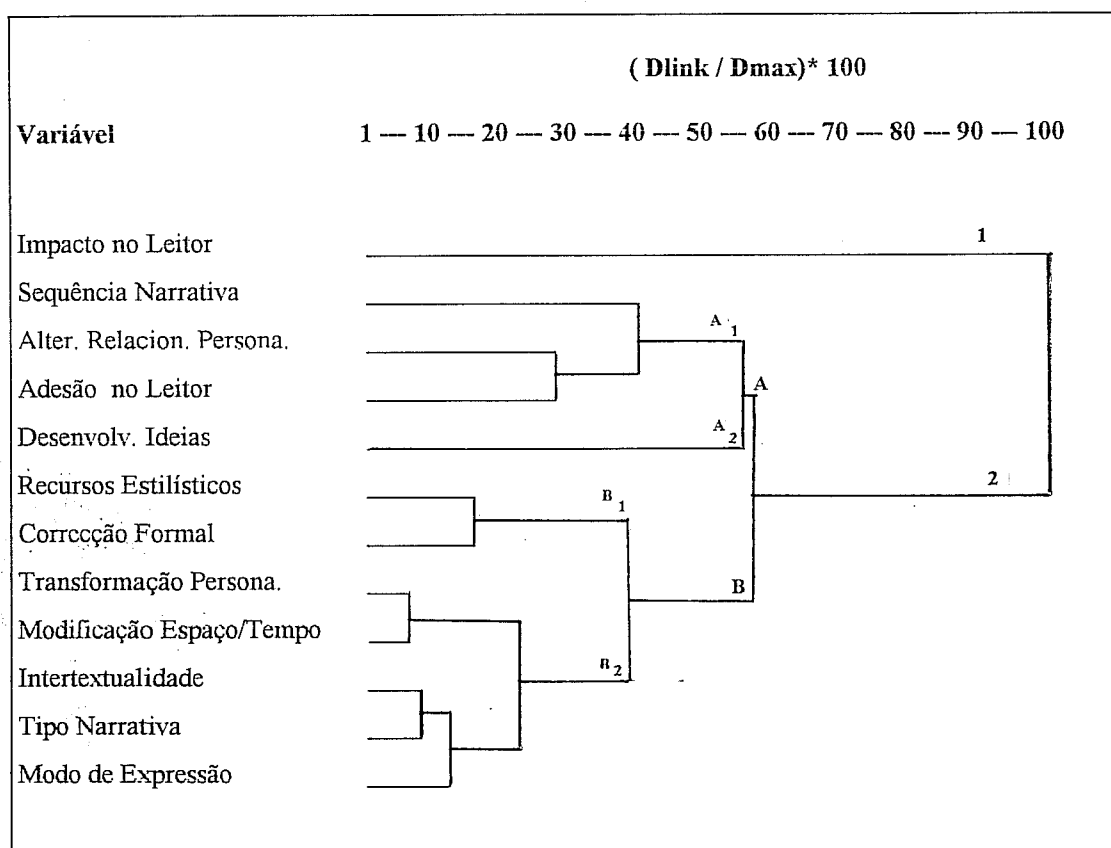 ( Dlink / Dmax)* 100
Variável 1 --- 10 --- 20 --- 30 --- 40 --- 50 --- 60 --- 70 --- 80 --- 90 --- 100
Impacto no Leitor 1
Sequência Narrativa
Alter. Relacion. Persona. A 1
Adesão no Leitor A
Desenvolv. Ideias A 2
Recursos Estilísticos B 1 2
Correcção Formal
Transformação Persona. B
Modificação Espaço/Tempo
Intertextualidade B 2
Tipo Narrativa
Modo de Expressão